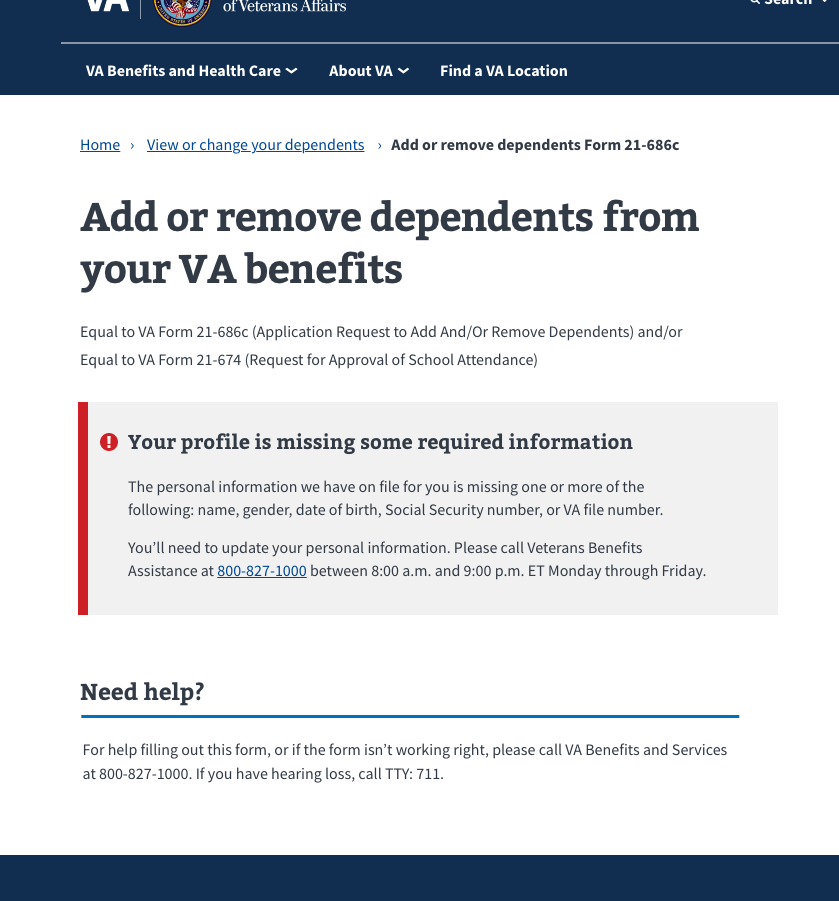 VA
of Veterans Affairs
Search
VA Benefits and Health Care
About VA
Find a VA Location
Home › View or change your dependents › Add or remove dependents Form 21-686c
Add or remove dependents from
your VA benefits
Equal to VA Form 21-686c (Application Request to Add And/Or Remove Dependents) and/or
Equal to VA Form 21-674 (Request for Approval of School Attendance)
Your profile is missing some required information
The personal information we have on file for you is missing one or more of the
following: name, gender, date of birth, Social Security number, or VA file number.
You’ll need to update your personal information. Please call Veterans Benefits
Assistance at 800-827-1000 between 8:00 a.m. and 9:00 p.m. ET Monday through Friday.
Need help?
For help filling out this form, or if the form isn’t working right, please call VA Benefits and Services
at 800-827-1000. If you have hearing loss, call TTY: 711.